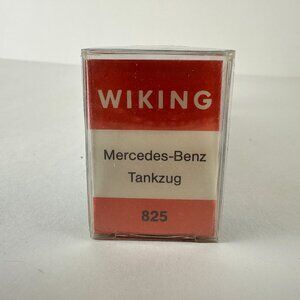 WIKING
Mercedes-Benz
Tankzug
825